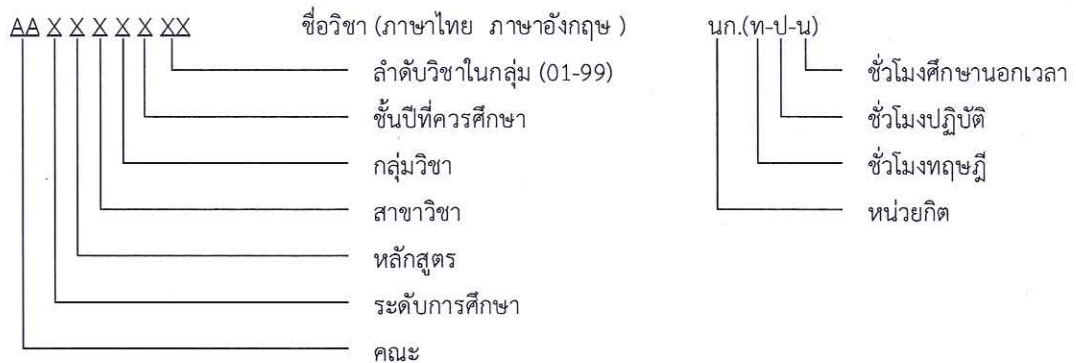 AA X X X X X XX ชื่อวิชา (ภาษาไทย ภาษาอังกฤษ ) นก.(ท-ป-น)
ลำดับวิชาในกลุ่ม (01-99) ชั่วโมงศึกษานอกเวลา
ชั้นปีที่ควรศึกษา ชั่วโมงปฏิบัติ
กลุ่มวิชา ชั่วโมงทฤษฎี
สาขาวิชา หน่วยกิต
หลักสูตร
ระดับการศึกษา
คณะ